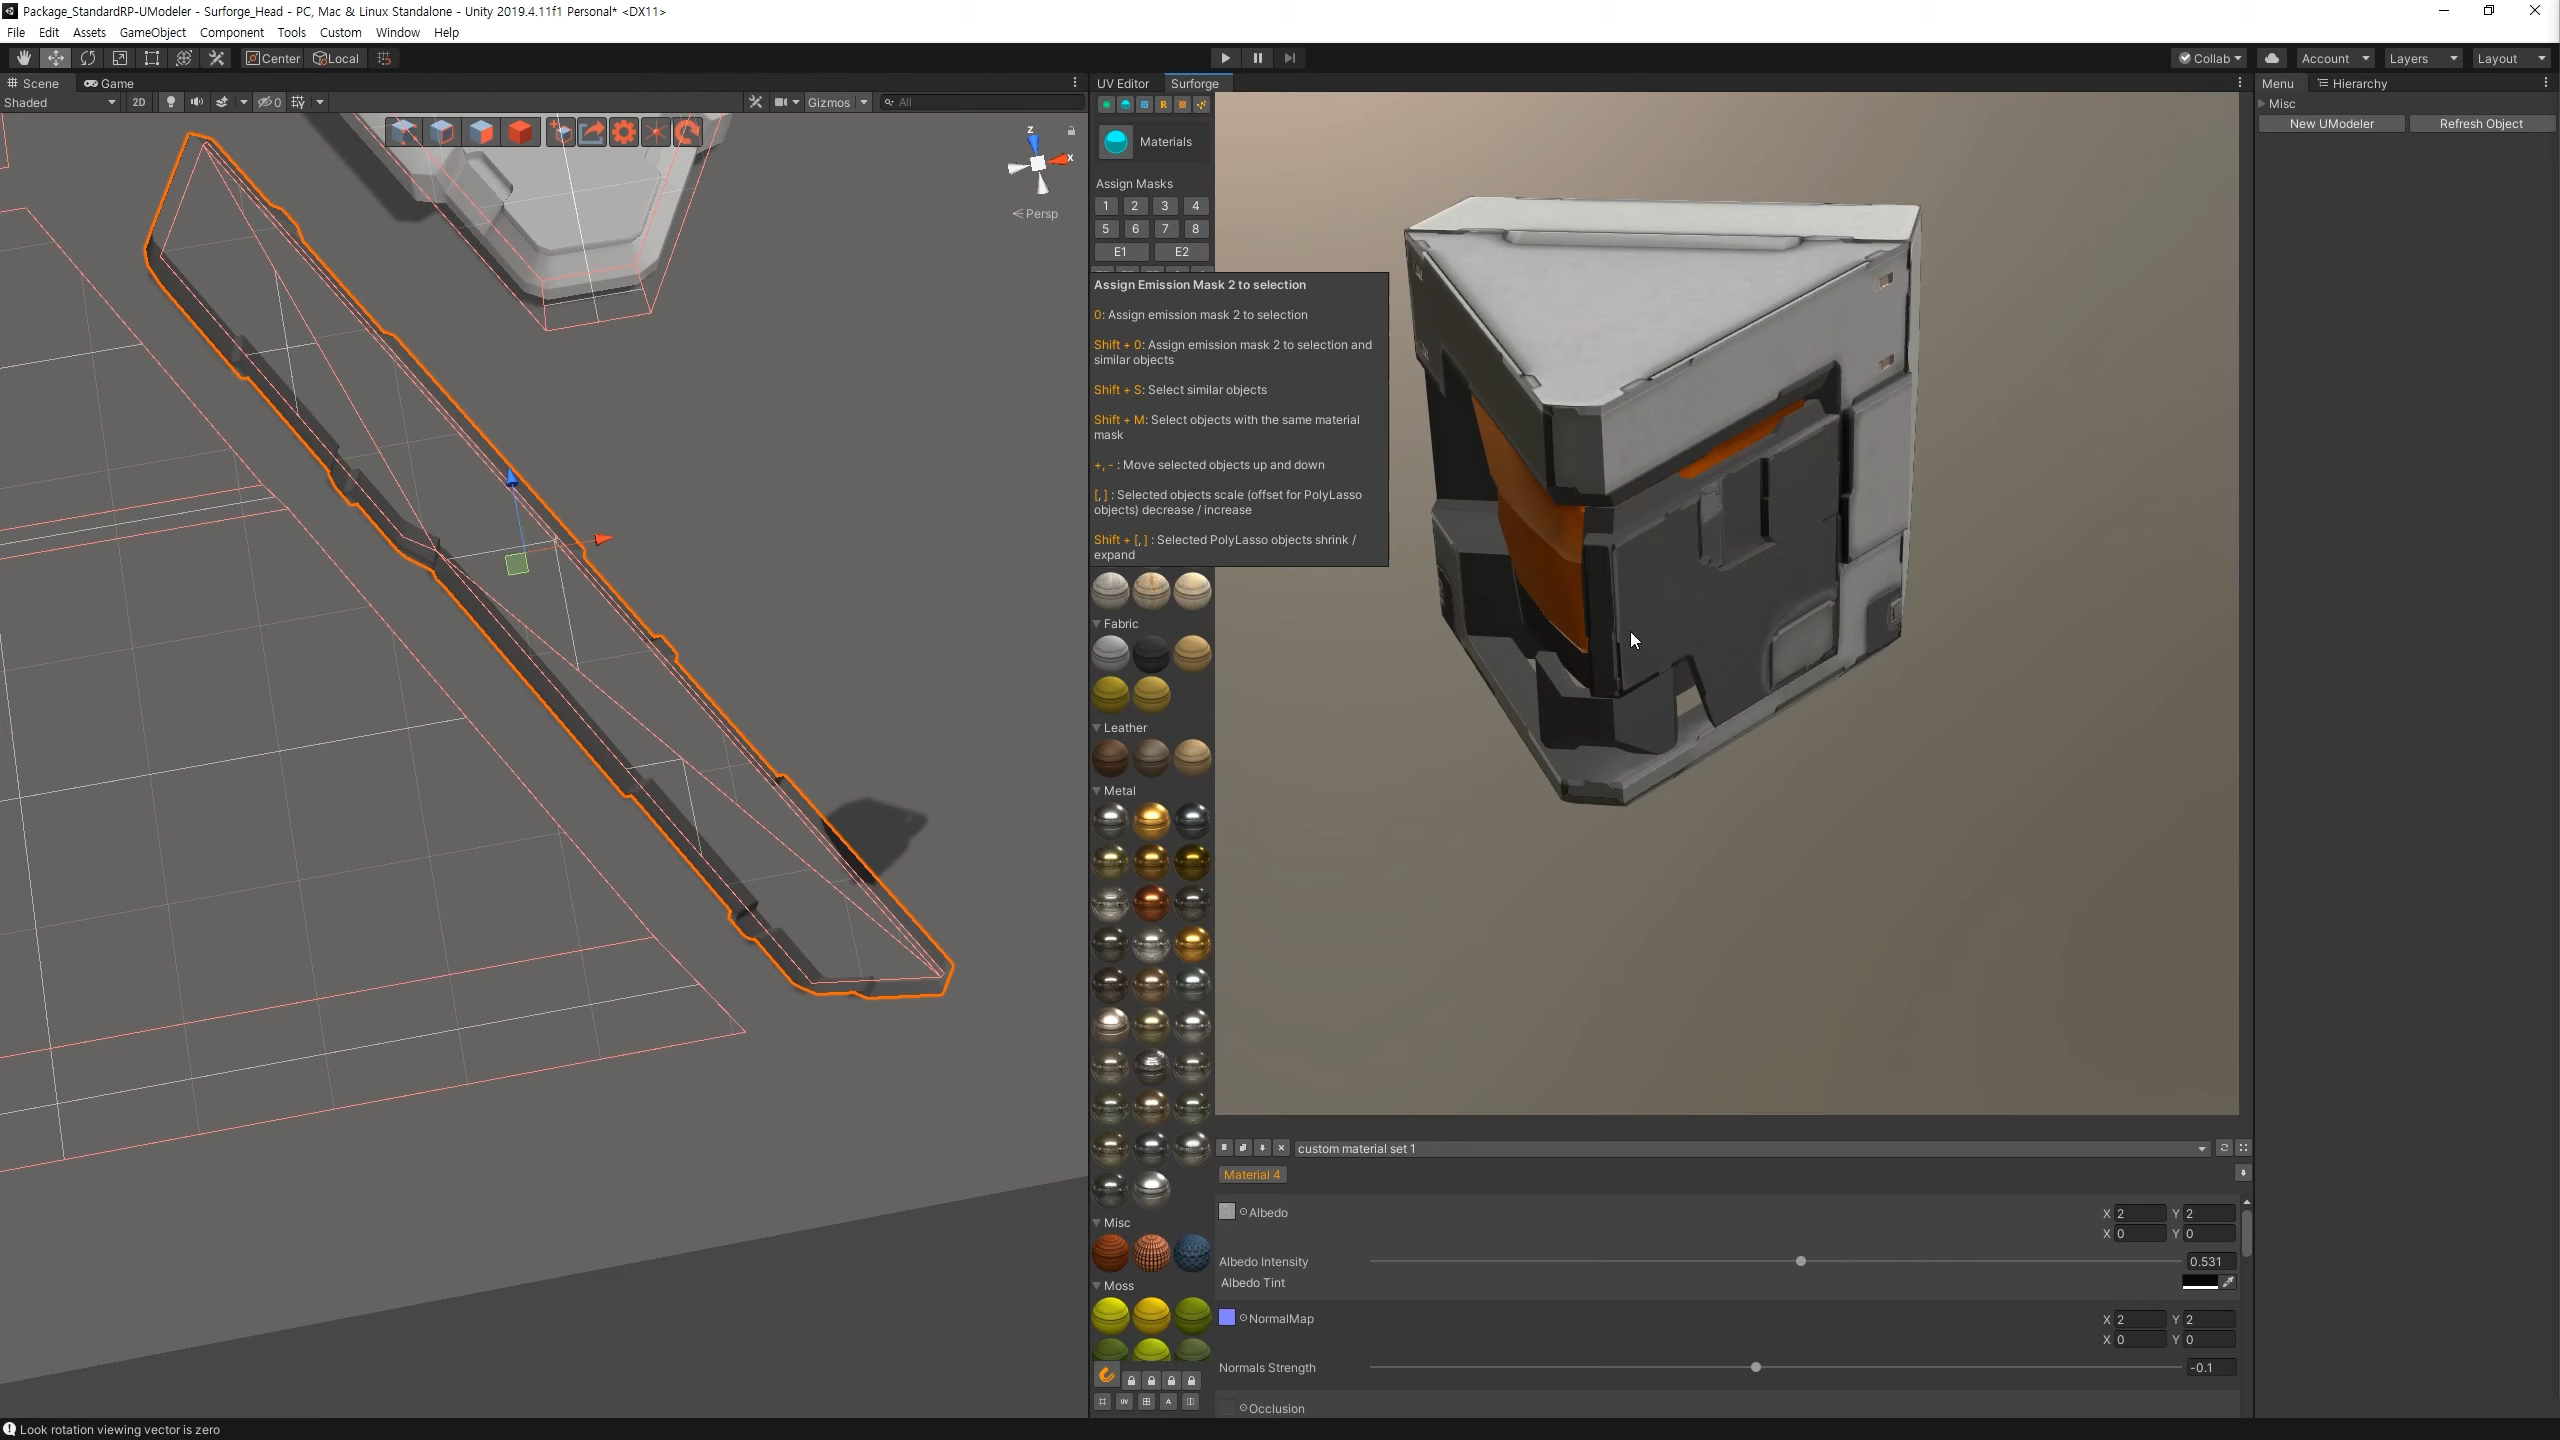 Package_StandardRP-UModeler - Surforge_Head - PC, Mac & Linux Standalone - Unity 2019.4.11f1 Personal* <DX11>
File Edit Assets GameObject Component Tools Custom Window Help
Center Local
Collab Account Layers Layout
Scene Game
UV Editor Surforge
Menu Hierarchy
Shaded 2D 0 Gizmos All
Misc
New UModeler Refresh Object
R
Materials
z
x
Persp
Assign Masks
1 2 3 4
5 6 7 8
E1 E2
Assign Emission Mask 2 to selection
0: Assign emission mask 2 to selection
Shift + 0: Assign emission mask 2 to selection and
similar objects
Shift + S: Select similar objects
Shift + M: Select objects with the same material
mask
+, - : Move selected objects up and down
[, ] : Selected objects scale (offset for PolyLasso
objects) decrease / increase
Shift + [, ] : Selected PolyLasso objects shrink /
expand
Fabric
Leather
Metal
Misc
Moss
UV A
custom material set 1
Material 4
Albedo X 2 Y 2
X 0 Y 0
Albedo Intensity 0.531
Albedo Tint
NormalMap X 2 Y 2
X 0 Y 0
Normals Strength -0.1
Occlusion
Look rotation viewing vector is zero